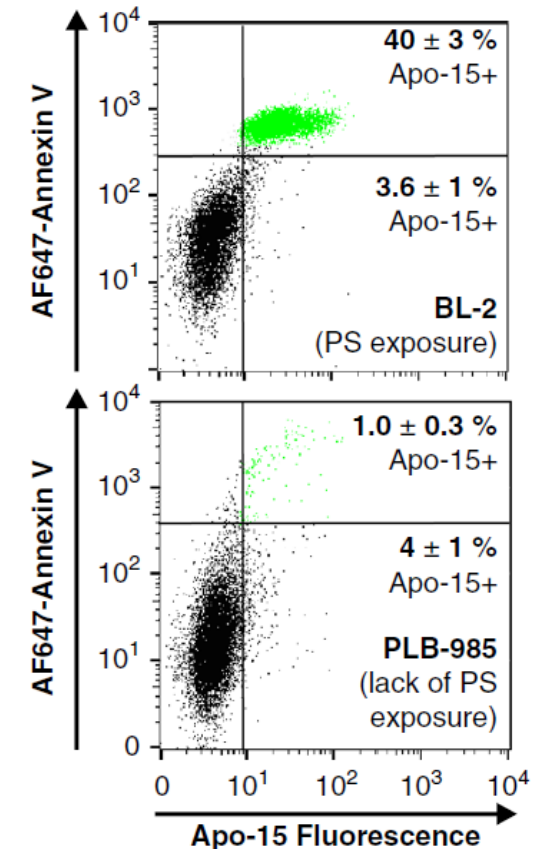 10⁴
40 ± 3 %
Apo-15+
10³
3.6 ± 1 %
10²
Apo-15+
10¹
BL-2
(PS exposure)
AF647-Annexin V
10⁴
1.0 ± 0.3 %
Apo-15+
10³
4 ± 1 %
10²
Apo-15+
PLB-985
10¹
(lack of PS
exposure)
0
AF647-Annexin V
0 10¹ 10² 10³ 10⁴
Apo-15 Fluorescence